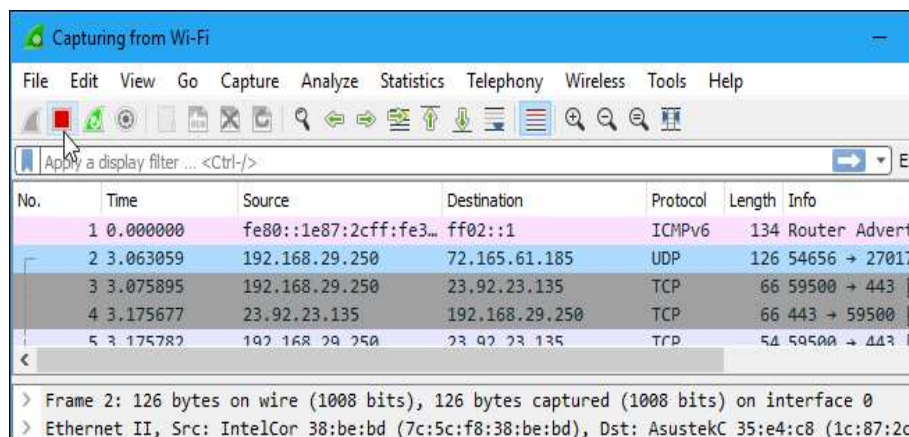 Capturing from Wi-Fi
File Edit View Go Capture Analyze Statistics Telephony Wireless Tools Help
Apply a display filter ... <Ctrl-/>
No. Time Source Destination Protocol Length Info
1 0.000000 fe80::1e87:2cff:fe3… ff02::1 ICMPv6 134 Router Advert
2 3.063059 192.168.29.250 72.165.61.185 UDP 126 54656 → 27017
3 3.075895 192.168.29.250 23.92.23.135 TCP 66 59500 → 443
4 3.175677 23.92.23.135 192.168.29.250 TCP 66 443 → 59500
5 3.175782 192.168.29.250 23.92.23.135 TCP 54 59500 → 443
Frame 2: 126 bytes on wire (1008 bits), 126 bytes captured (1008 bits) on interface 0
Ethernet II, Src: IntelCor_38:be:bd (7c:5c:f8:38:be:bd), Dst: AsustekC_35:e4:c8 (1c:87:2c